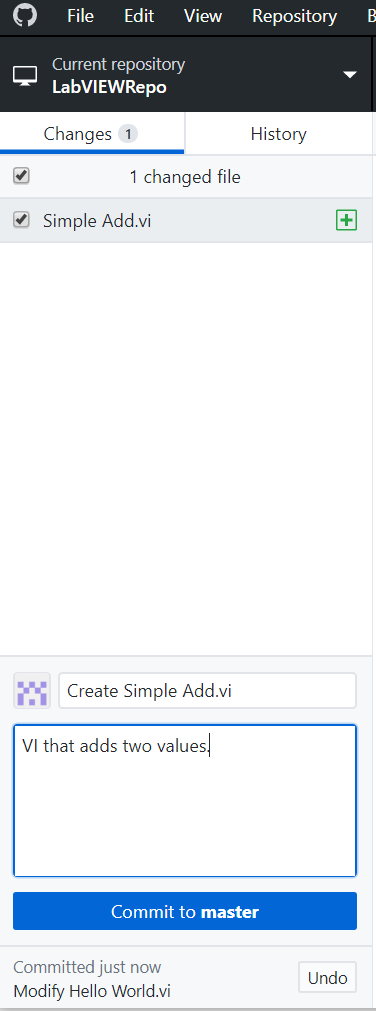 File Edit View Repository B
Current repository
LabVIEWRepo
Changes 1 History
1 changed file
Simple Add.vi
Create Simple Add.vi
VI that adds two values.
Commit to master
Committed just now
Modify Hello World.vi
Undo